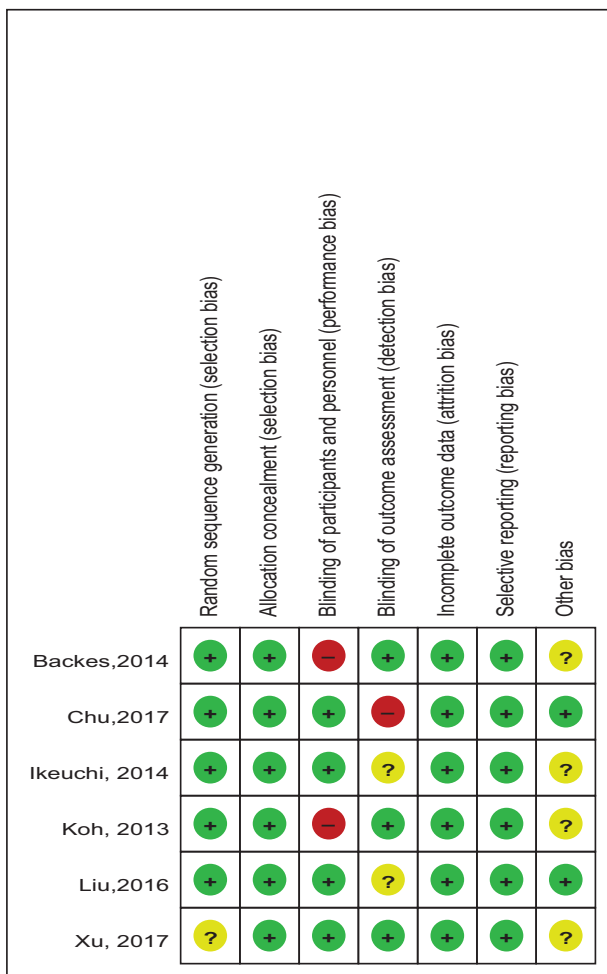 Random sequence generation (selection bias)
Allocation concealment (selection bias)
Blinding of participants and personnel (performance bias)
Blinding of outcome assessment (detection bias)
Incomplete outcome data (attrition bias)
Selective reporting (reporting bias)
Other bias
Backes,2014 + + – + + + ?
Chu,2017 + + + – + + +
Ikeuchi, 2014 + + + ? + + ?
Koh, 2013 + + – + + + ?
Liu,2016 + + + ? + + +
Xu, 2017 ? + + + + + ?